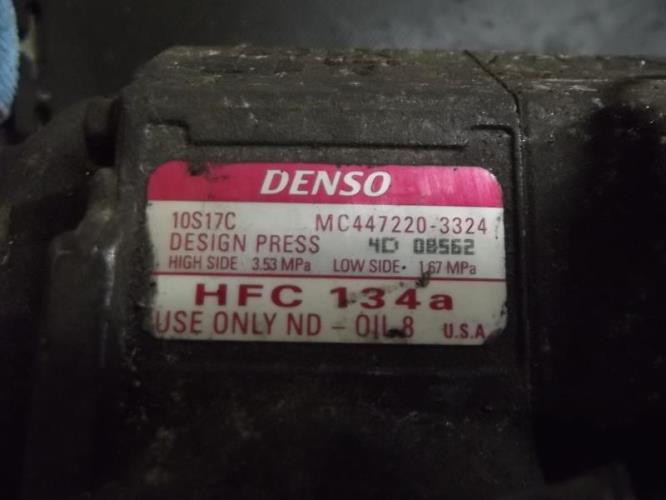 DENSO
10S17C MC447220-3324
DESIGN PRESS 4D 08562
HIGH SIDE 3.53 MPa LOW SIDE 1.67 MPa
HFC 134a
USE ONLY ND-OIL 8 U.S.A